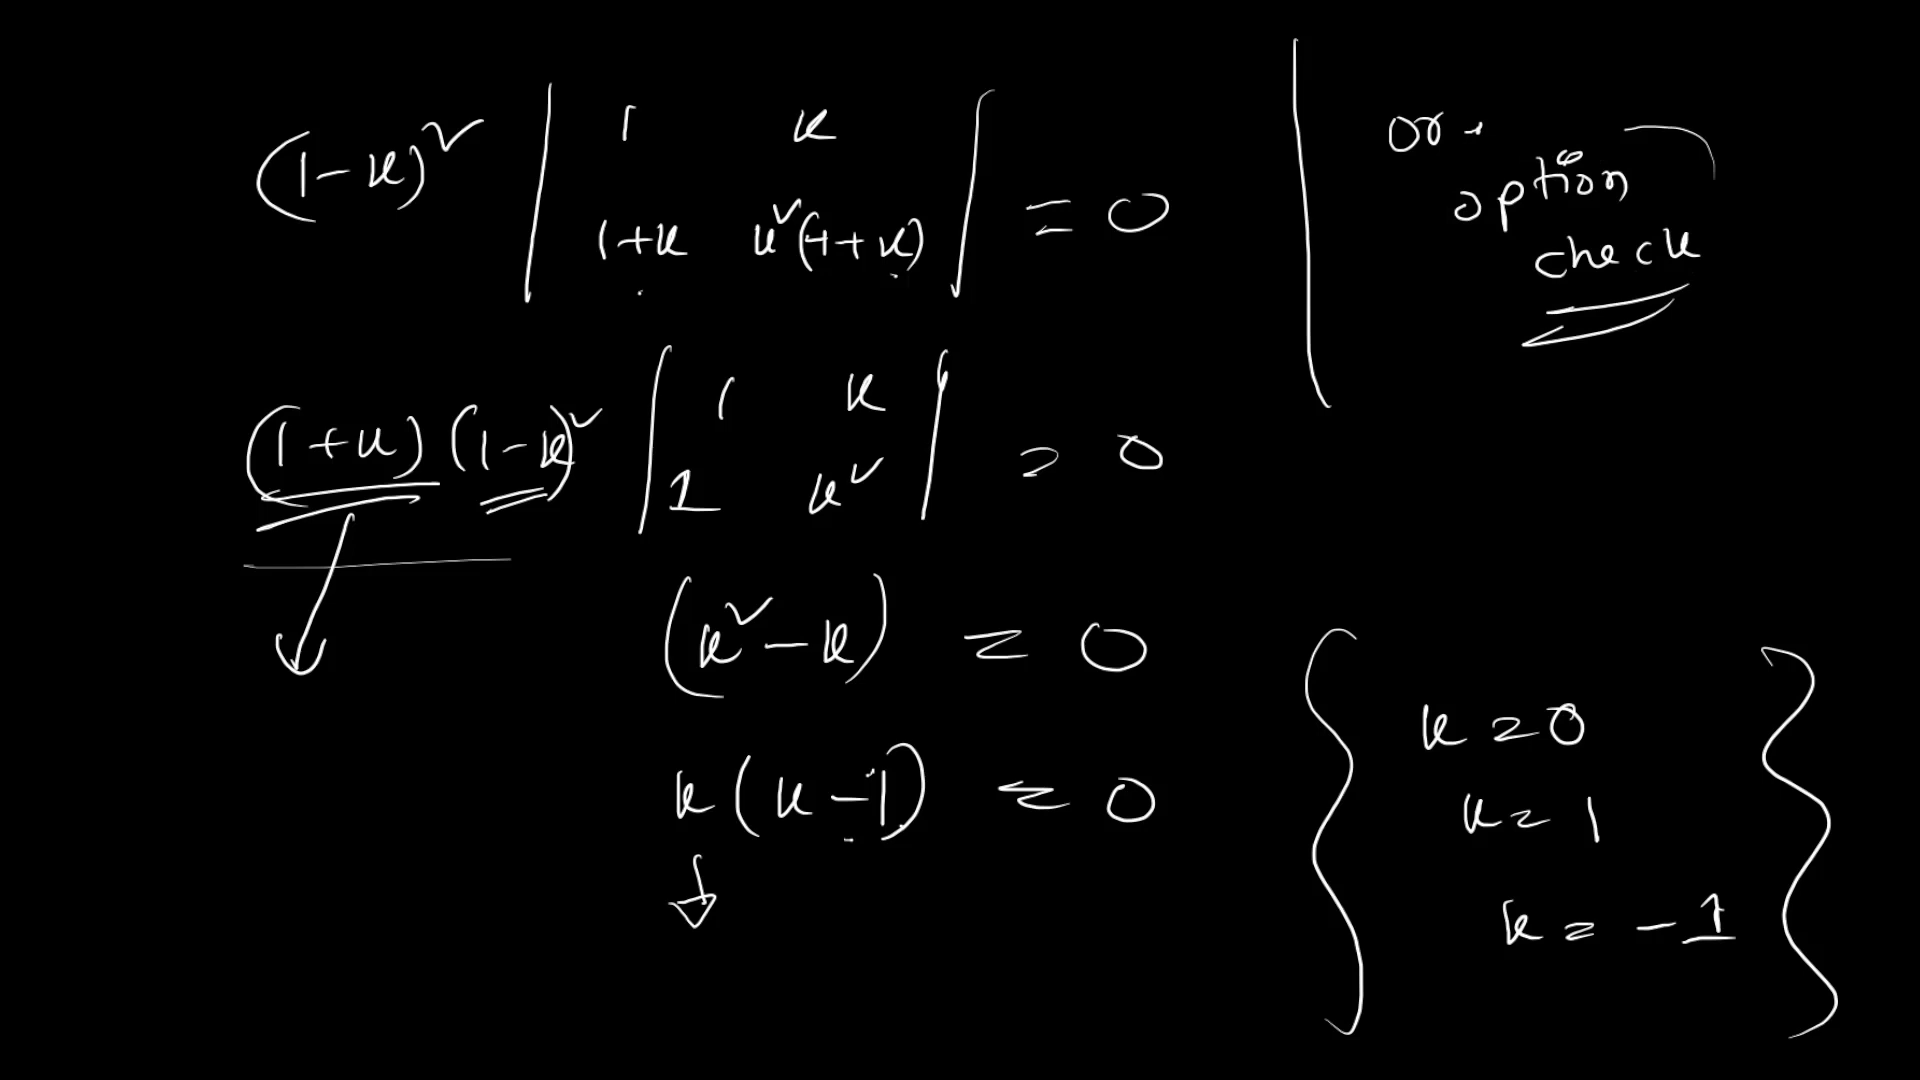 (1-k)² | 1 k | = 0
| 1+k k²(1+k) |
(1+k)(1-k)² | 1 k | = 0
| 1 k² |
(k²-k) = 0
k(k-1) = 0
or
option
check
k = 0
k = 1
k = -1